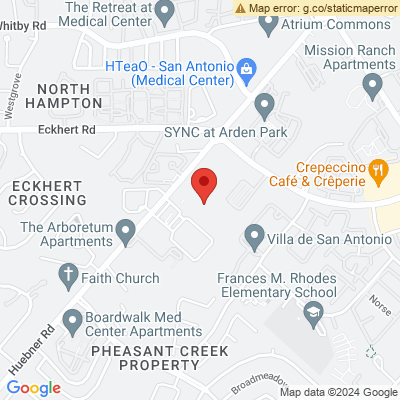 Whitby Rd
The Retreat at
Medical Center
Map error: g.co/staticmaperror
Atrium Commons
Westgrove
HTeaO - San Antonio
(Medical Center)
Mission Ranch
Apartments
NORTH
HAMPTON
Eckhert Rd
SYNC at Arden Park
Crepeccino
Café & Crêperie
ECKHERT
CROSSING
The Arboretum
Apartments
Villa de San Antonio
Faith Church
Frances M. Rhodes
Elementary School
Norse
Huebner Rd
Boardwalk Med
Center Apartments
PHEASANT CREEK
PROPERTY
Broadmeadow
Google
Map data ©2024 Google